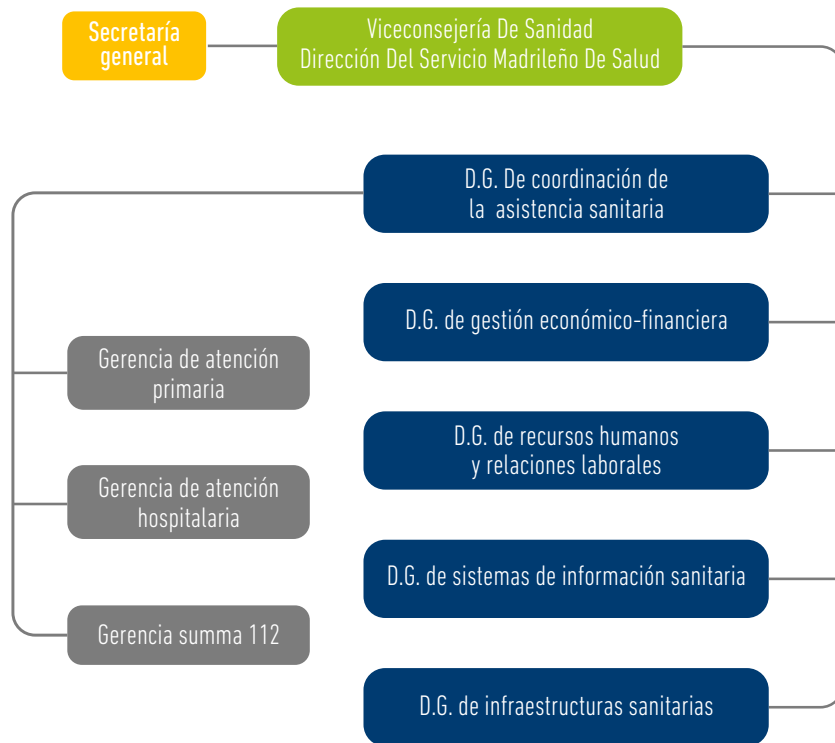 Secretaría
general
Viceconsejería De Sanidad
Dirección Del Servicio Madrileño De Salud
D.G. De coordinación de
la asistencia sanitaria
D.G. de gestión económico-financiera
D.G. de recursos humanos
y relaciones laborales
D.G. de sistemas de información sanitaria
D.G. de infraestructuras sanitarias
Gerencia de atención
primaria
Gerencia de atención
hospitalaria
Gerencia summa 112